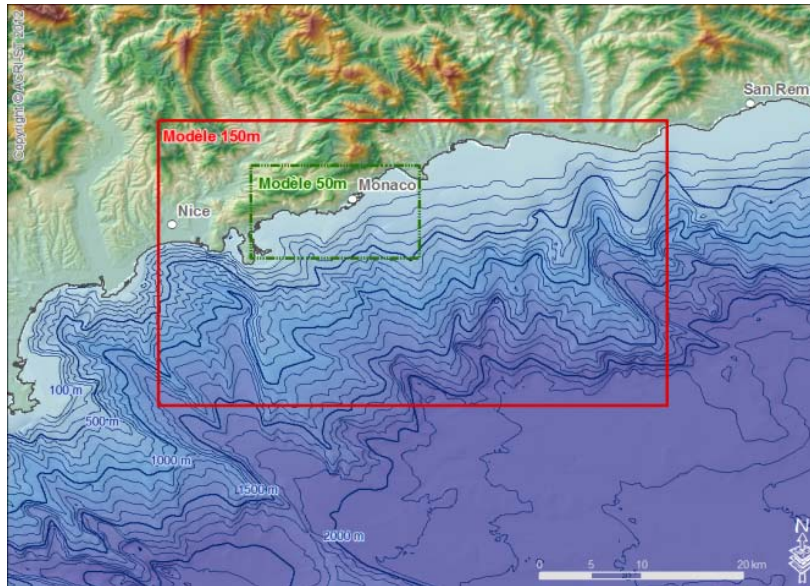 Copyright © ACRI-ST 2012
San Rem
Modèle 150m
Modèle 50m
Monaco
Nice
100 m
500 m
1000 m
1500 m
2000 m
N
0 5 10 20 km